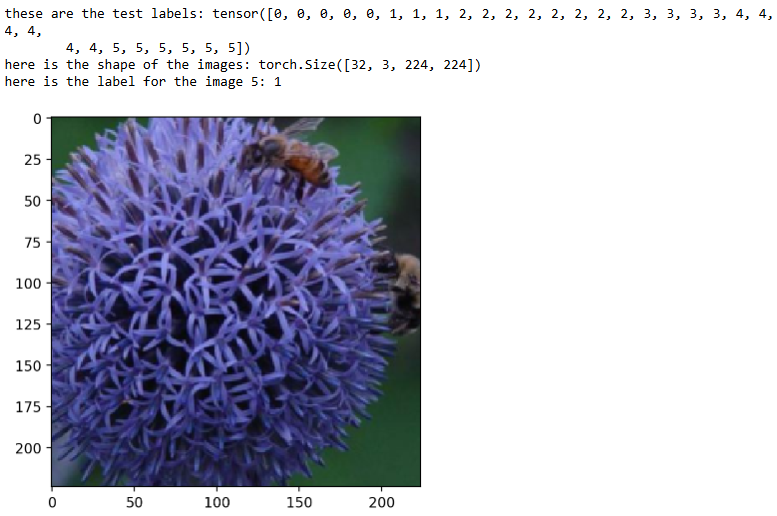 these are the test labels: tensor([0, 0, 0, 0, 0, 1, 1, 1, 2, 2, 2, 2, 2, 2, 2, 2, 3, 3, 3, 3, 4, 4,
4, 4,
        4, 4, 5, 5, 5, 5, 5, 5])
here is the shape of the images: torch.Size([32, 3, 224, 224])
here is the label for the image 5: 1
0
25
50
75
100
125
150
175
200
0 50 100 150 200